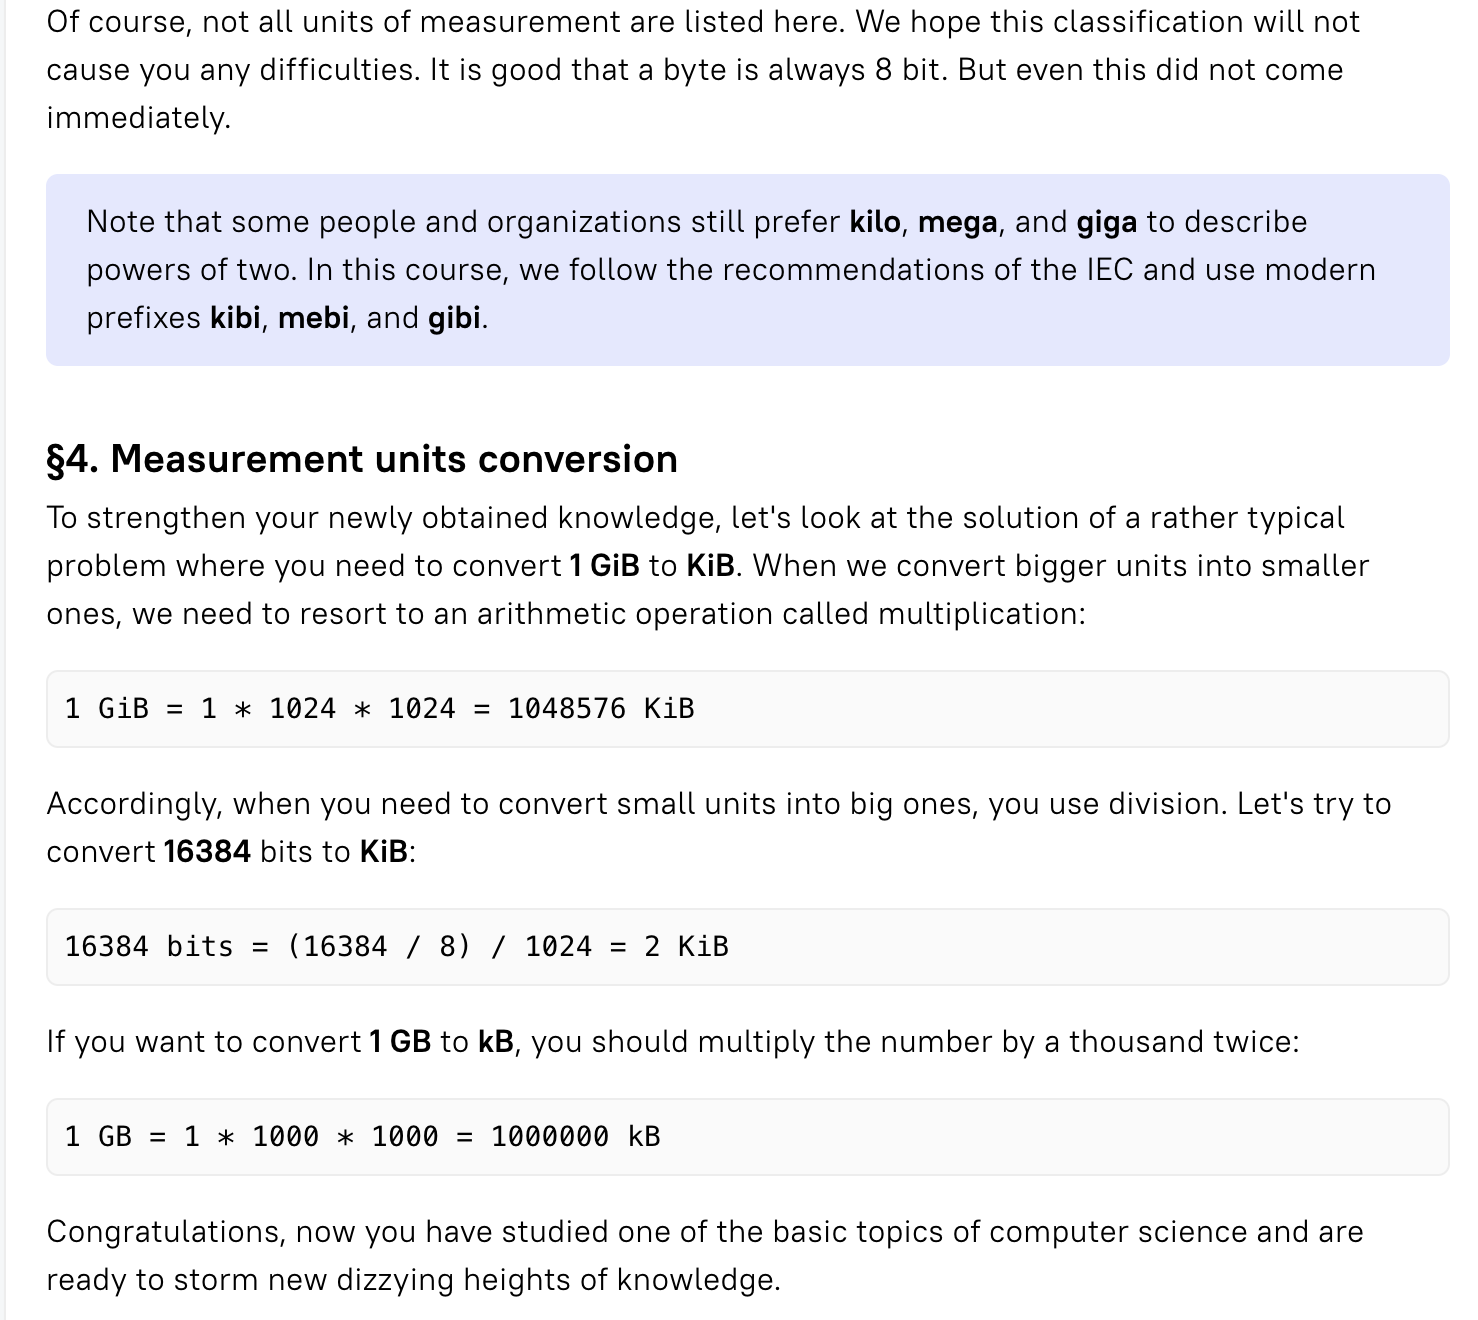 Of course, not all units of measurement are listed here. We hope this classification will not
cause you any difficulties. It is good that a byte is always 8 bit. But even this did not come
immediately.
Note that some people and organizations still prefer kilo, mega, and giga to describe
powers of two. In this course, we follow the recommendations of the IEC and use modern
prefixes kibi, mebi, and gibi.
§4. Measurement units conversion
To strengthen your newly obtained knowledge, let's look at the solution of a rather typical
problem where you need to convert 1 GiB to KiB. When we convert bigger units into smaller
ones, we need to resort to an arithmetic operation called multiplication:
1 GiB = 1 * 1024 * 1024 = 1048576 KiB
Accordingly, when you need to convert small units into big ones, you use division. Let's try to
convert 16384 bits to KiB:
16384 bits = (16384 / 8) / 1024 = 2 KiB
If you want to convert 1 GB to kB, you should multiply the number by a thousand twice:
1 GB = 1 * 1000 * 1000 = 1000000 kB
Congratulations, now you have studied one of the basic topics of computer science and are
ready to storm new dizzying heights of knowledge.